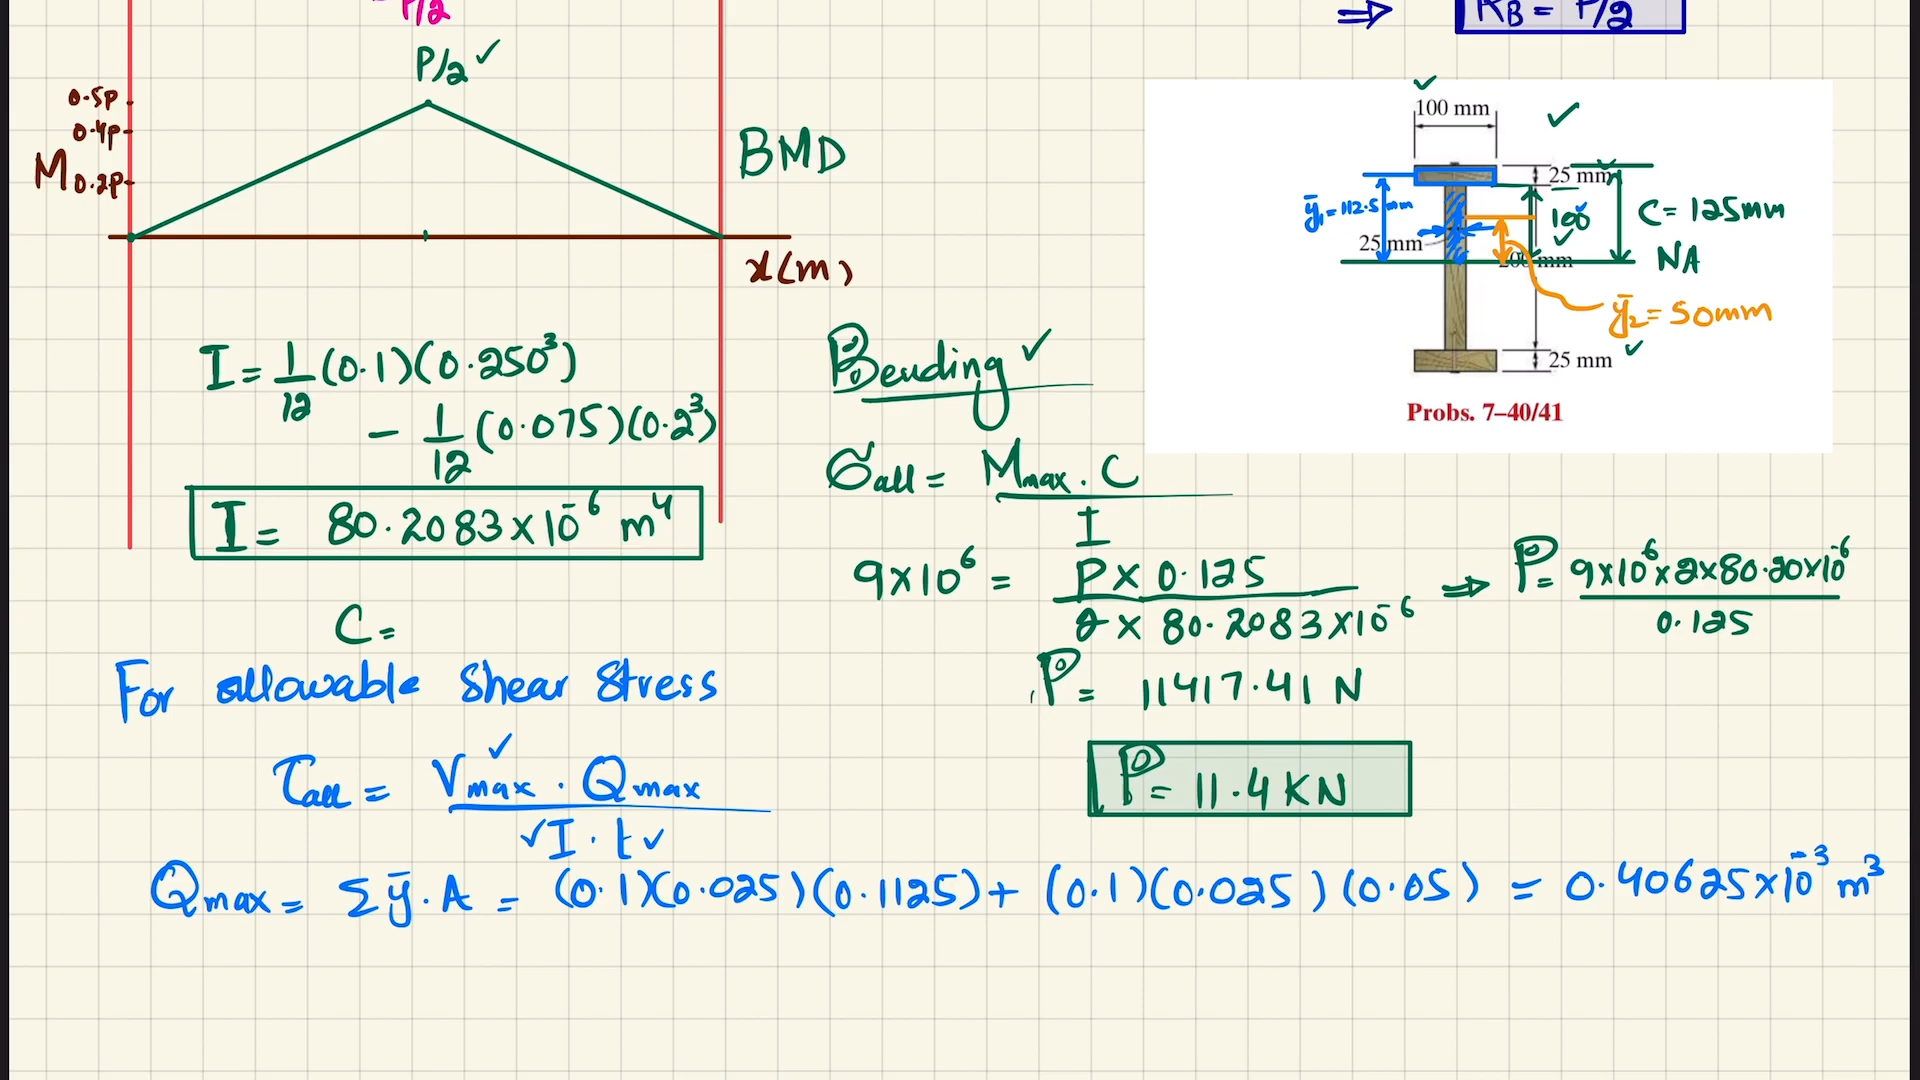 P/2
⇒ RB = P/2
P/2 ✓
0.5P
0.4P
M 0.2P
BMD
x(m)
100 mm
25 mm
ȳ₁=112.5mm
100
C= 125mm
25 mm
200 mm
NA
ȳ₂= 50mm
25 mm
Probs. 7–40/41
I = 1/12 (0.1)(0.250³)
- 1/12 (0.075)(0.2³)
I = 80.2083×10⁻⁶ m⁴
C=
Bending ✓
σall = Mmax . C / I
9×10⁶ = P × 0.125 / 2 × 80.2083×10⁻⁶ ⇒ P = 9×10⁶×2×80.20×10⁻⁶ / 0.125
P = 11417.41 N
P = 11.4 KN
For allowable Shear Stress
τall = Vmax . Qmax / I . t
Qmax = Σ ȳ . A = (0.1)(0.025)(0.1125) + (0.1)(0.025)(0.05) = 0.40625×10⁻³ m³